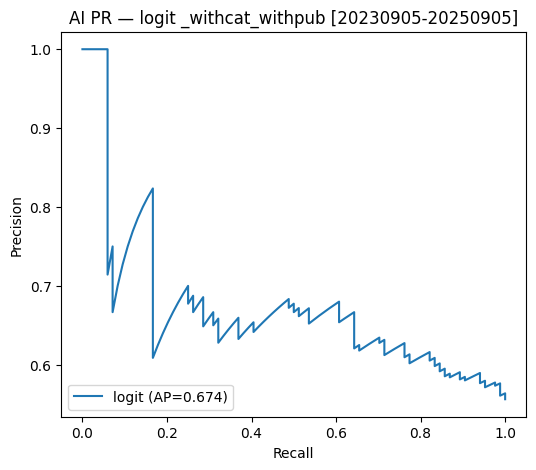 AI PR — logit _withcat_withpub [20230905-20250905]
1.0
0.9
0.8
0.7
0.6
Precision
logit (AP=0.674)
0.0 0.2 0.4 0.6 0.8 1.0
Recall